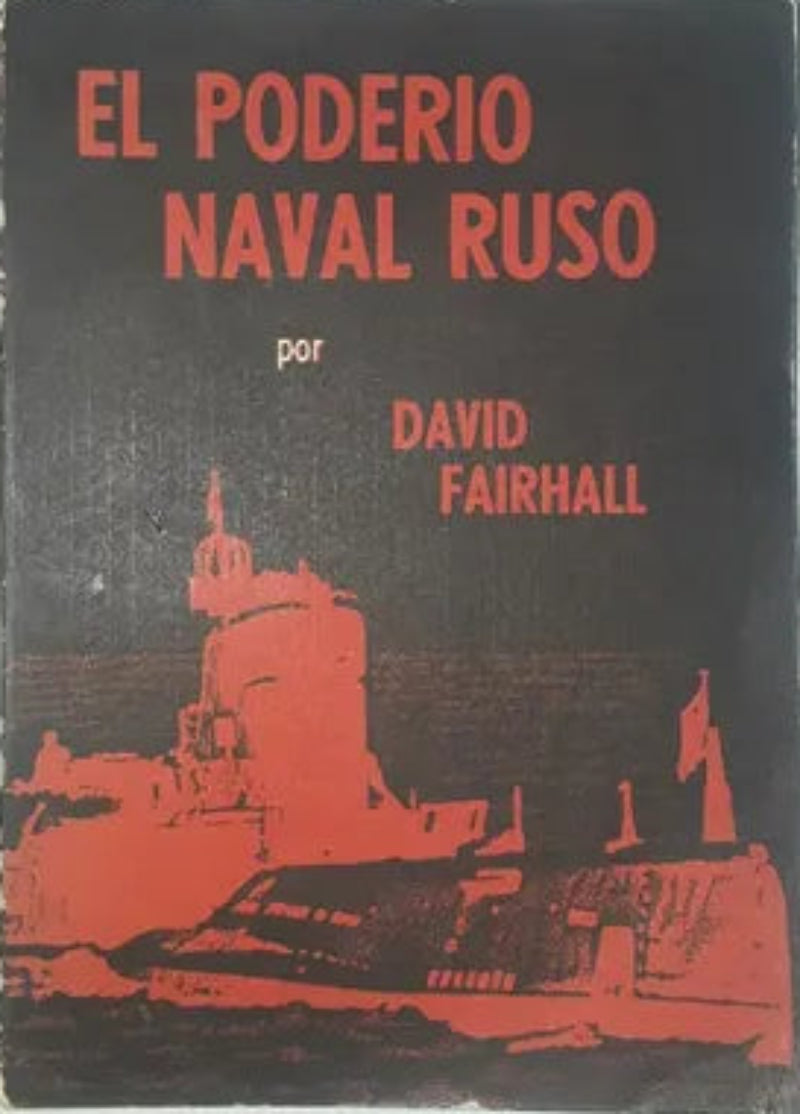 EL PODERIO
NAVAL RUSO
por
DAVID
FAIRHALL